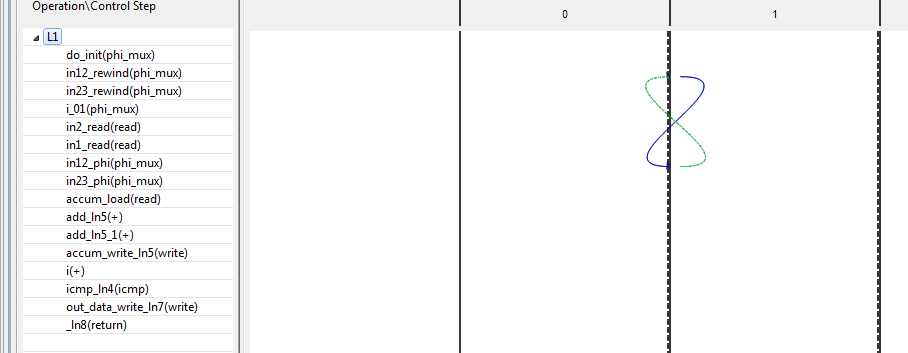 Operation\Control Step
0
1
L1
do_init(phi_mux)
in12_rewind(phi_mux)
in23_rewind(phi_mux)
i_01(phi_mux)
in2_read(read)
in1_read(read)
in12_phi(phi_mux)
in23_phi(phi_mux)
accum_load(read)
add_ln5(+)
add_ln5_1(+)
accum_write_ln5(write)
i(+)
icmp_ln4(icmp)
out_data_write_ln7(write)
_ln8(return)